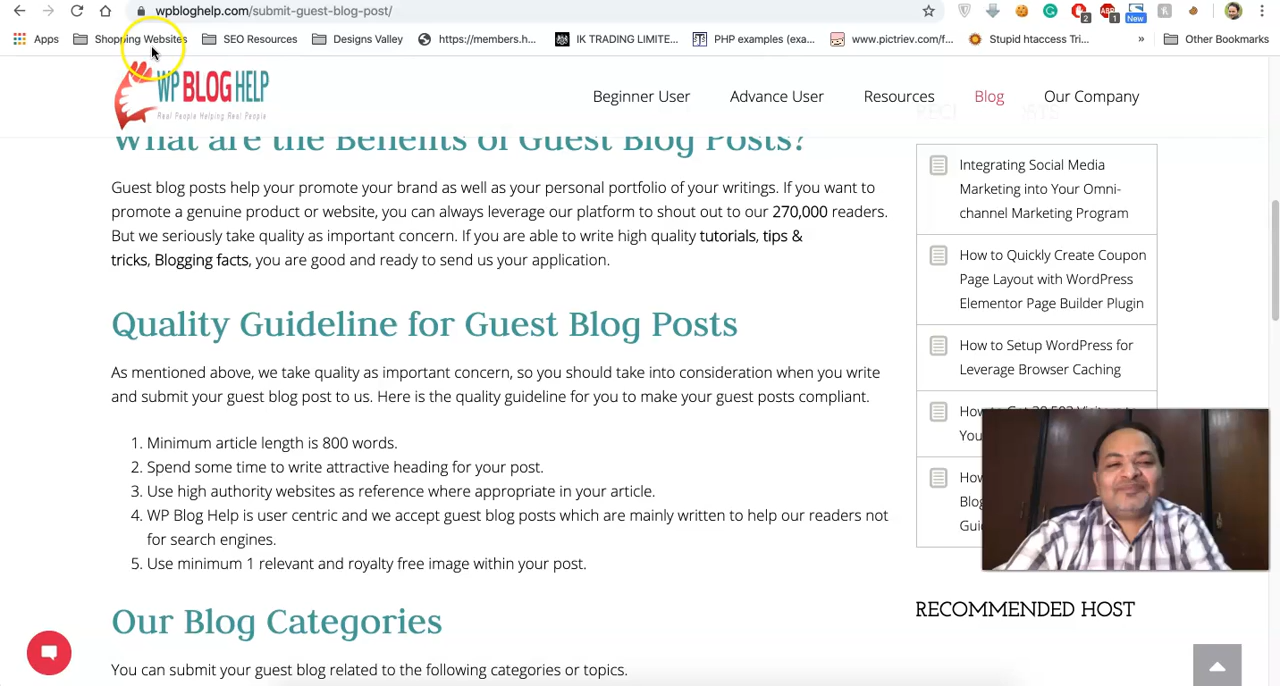 wpbloghelp.com/submit-guest-blog-post/
2
1
New
Apps
Shopping Websites
SEO Resources
Designs Valley
https://members.h...
IK TRADING LIMITE...
PHP examples (exa...
www.pictriev.com/f...
Stupid htaccess Tri...
»
Other Bookmarks
WP BLOG HELP
Real People Helping Real People
Beginner User
Advance User
Resources
Blog
Our Company
What are the Benefits of Guest Blog Posts?
Guest blog posts help your promote your brand as well as your personal portfolio of your writings. If you want to
promote a genuine product or website, you can always leverage our platform to shout out to our 270,000 readers.
But we seriously take quality as important concern. If you are able to write high quality tutorials, tips &
tricks, Blogging facts, you are good and ready to send us your application.
Quality Guideline for Guest Blog Posts
As mentioned above, we take quality as important concern, so you should take into consideration when you write
and submit your guest blog post to us. Here is the quality guideline for you to make your guest posts compliant.
1. Minimum article length is 800 words.
2. Spend some time to write attractive heading for your post.
3. Use high authority websites as reference where appropriate in your article.
4. WP Blog Help is user centric and we accept guest blog posts which are mainly written to help our readers not
for search engines.
5. Use minimum 1 relevant and royalty free image within your post.
Our Blog Categories
You can submit your guest blog related to the following categories or topics.
Integrating Social Media
Marketing into Your Omni-
channel Marketing Program
How to Quickly Create Coupon
Page Layout with WordPress
Elementor Page Builder Plugin
How to Setup WordPress for
Leverage Browser Caching
RECOMMENDED HOST